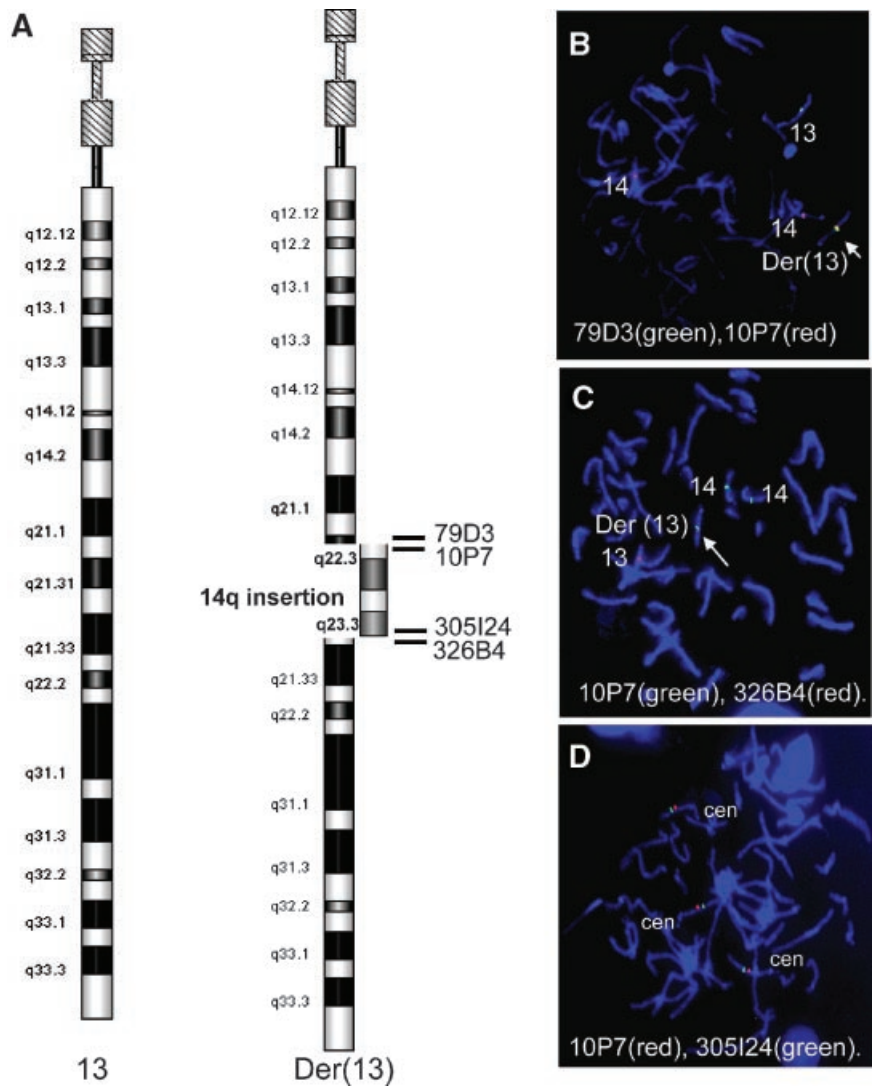 A
q12.12
q12.2
q13.1
q13.3
q14.12
q14.2
q21.1
q21.31
q21.33
q22.2
q31.1
q31.3
q32.2
q33.1
q33.3
13
q12.12
q12.2
q13.1
q13.3
q14.12
q14.2
q21.1
q22.3
14q insertion
q23.3
79D3
10P7
305I24
326B4
q21.33
q22.2
q31.1
q31.3
q32.2
q33.1
q33.3
Der(13)
B
13
14
14
Der(13)
79D3(green),10P7(red)
C
14
14
Der (13)
13
10P7(green), 326B4(red).
D
cen
cen
cen
10P7(red), 305I24(green).